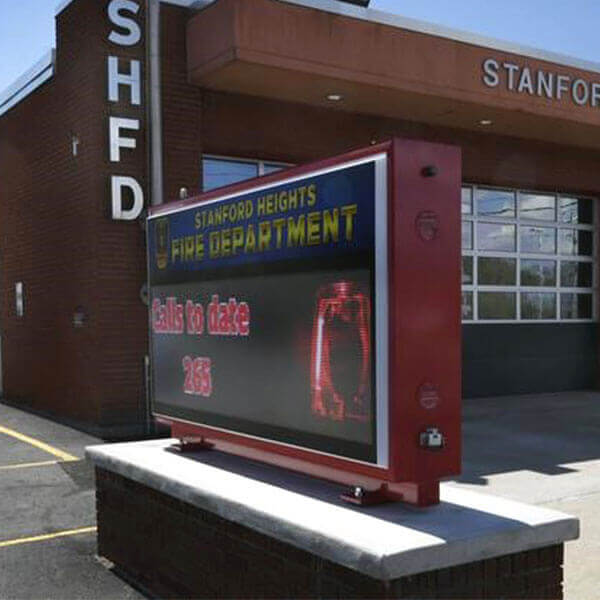 SHFD
STANFOR
STANFORD HEIGHTS
FIRE DEPARTMENT
Calls to date
265